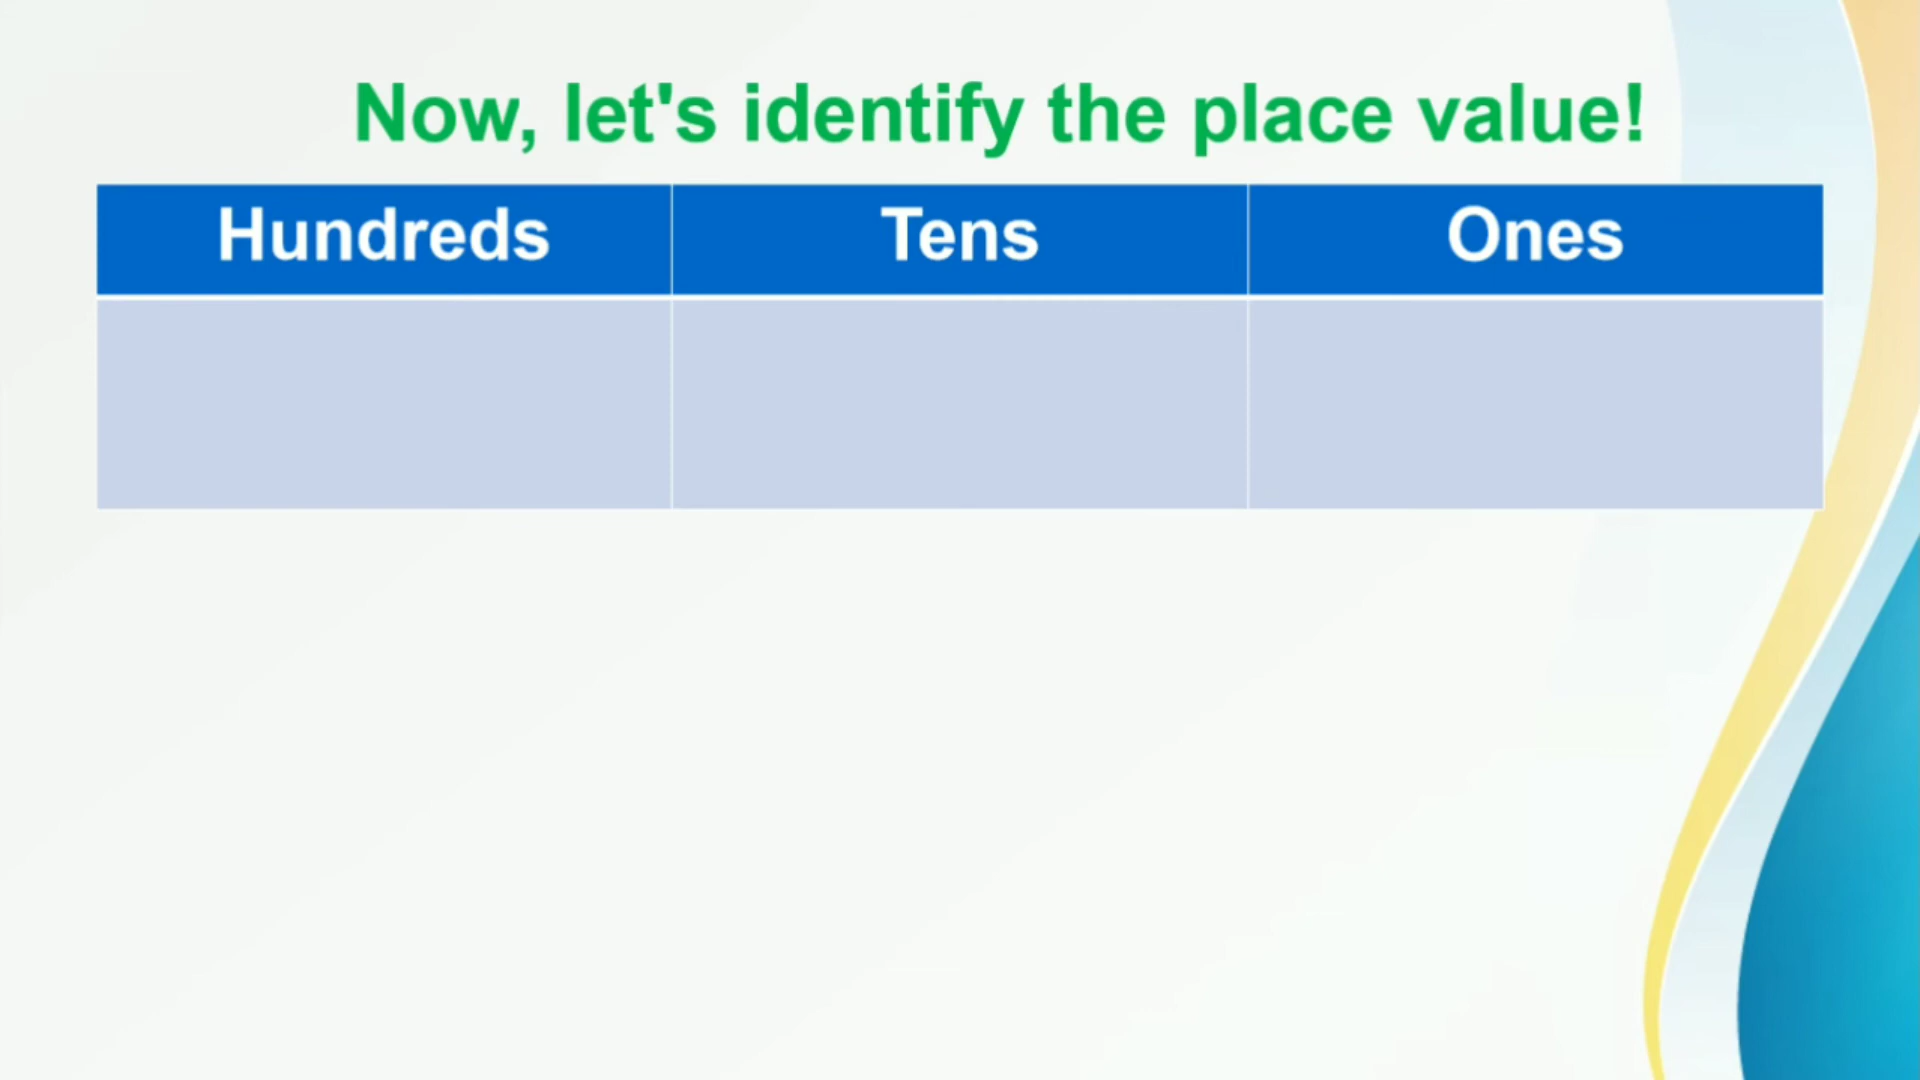 Now, let's identify the place value!
Hundreds Tens Ones